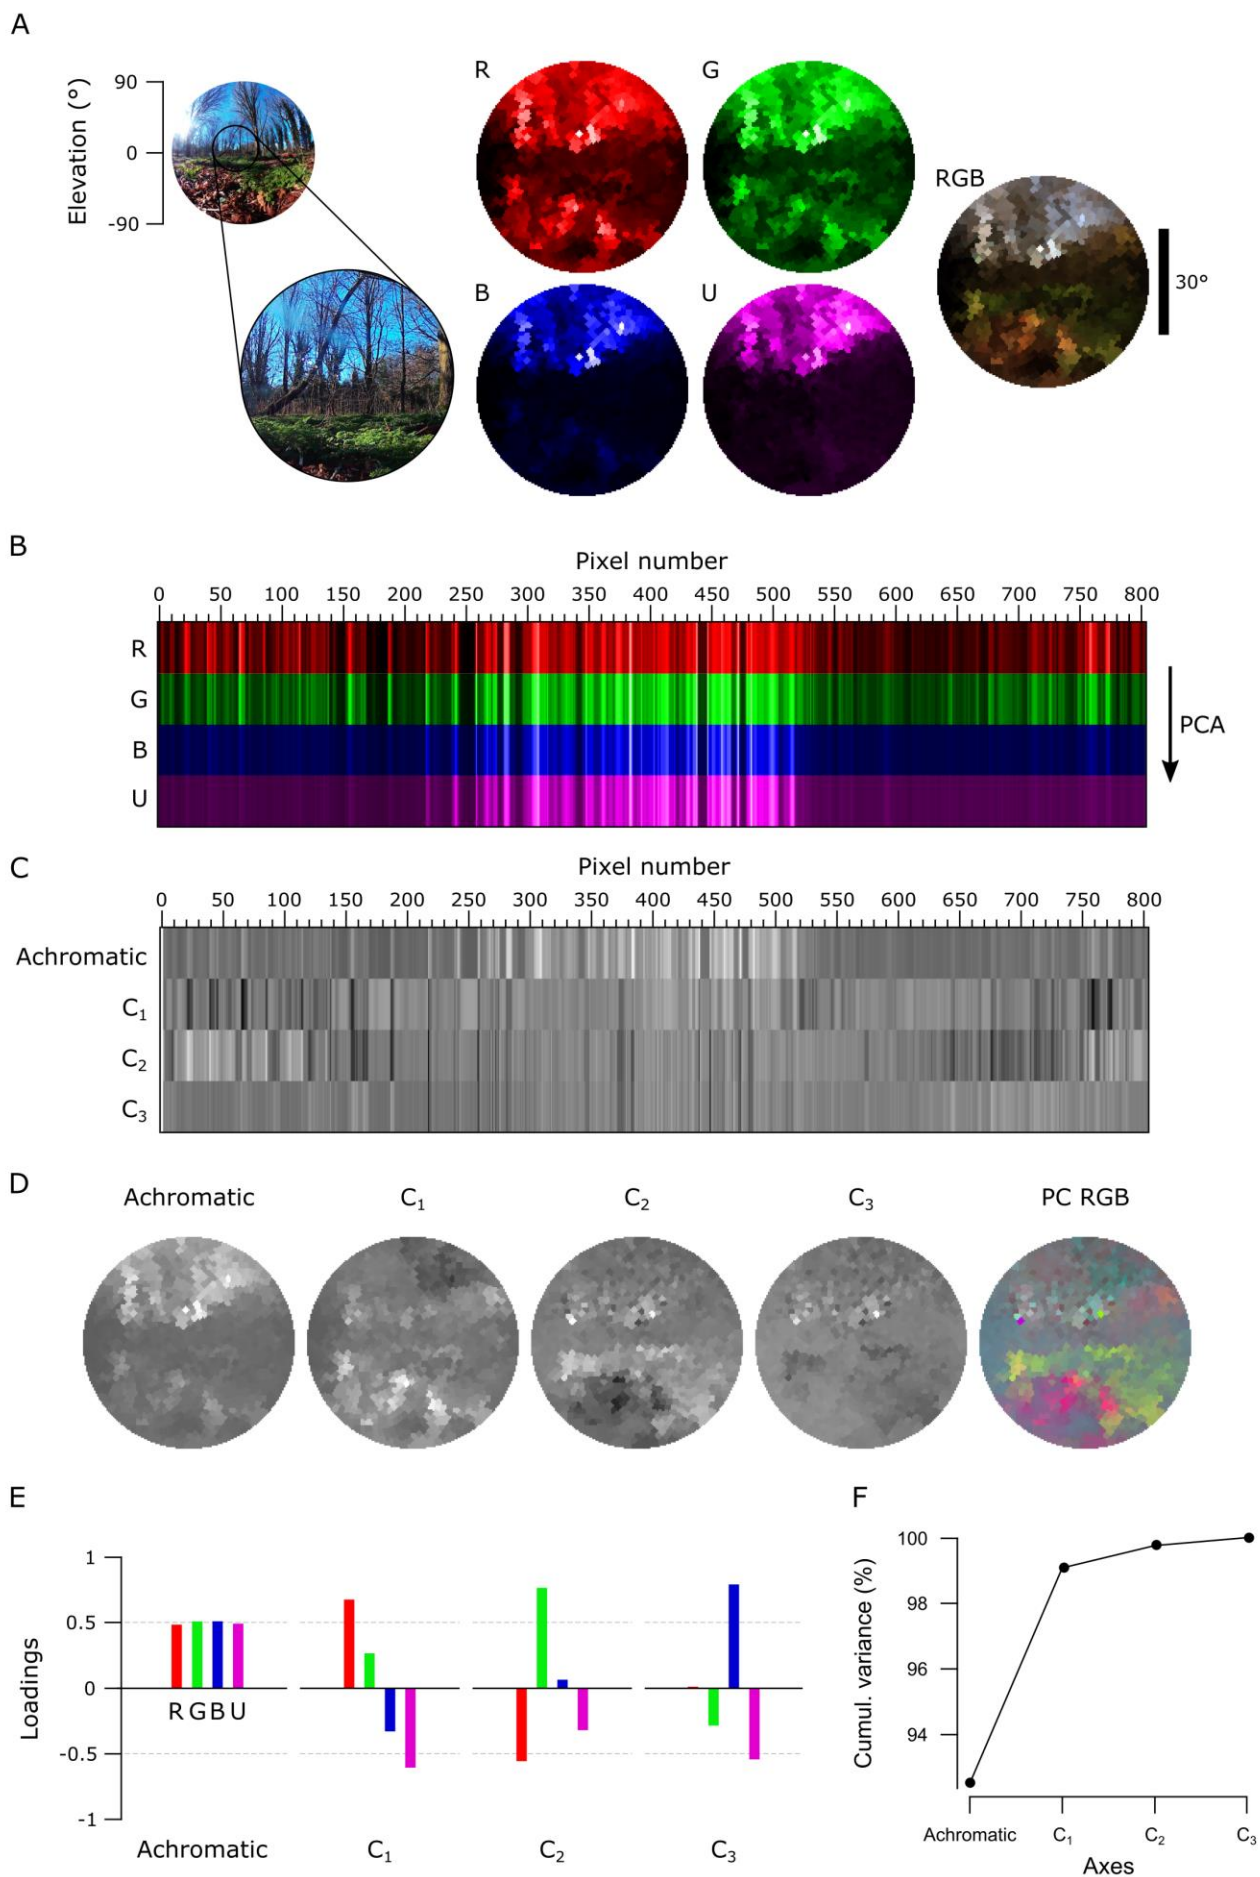 A
Elevation (°)
90
0
-90
R
G
B
U
RGB
30°
B
Pixel number
0 50 100 150 200 250 300 350 400 450 500 550 600 650 700 750 800
R
G
B
U
PCA
C
Pixel number
0 50 100 150 200 250 300 350 400 450 500 550 600 650 700 750 800
Achromatic
C₁
C₂
C₃
D
Achromatic C₁ C₂ C₃ PC RGB
E
Loadings
1
0.5
0
-0.5
-1
R G B U
Achromatic C₁ C₂ C₃
F
Cumul. variance (%)
100
98
96
94
Achromatic C₁ C₂ C₃
Axes